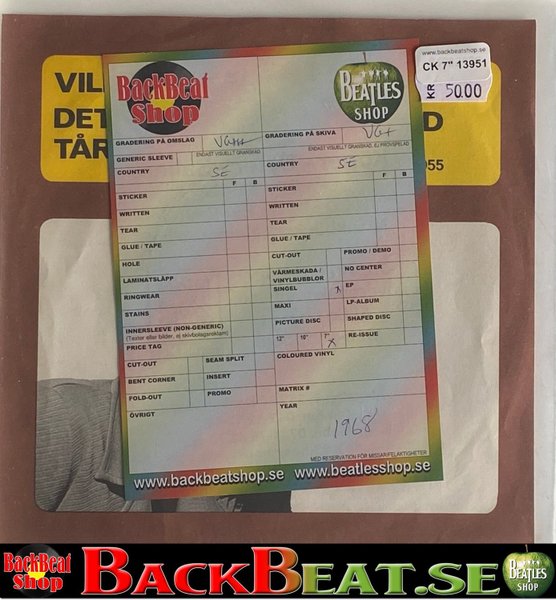 www.backbeatshop.se
CK 7" 13951
KR 50.00
VIL
DET
TÅR
D
955
BackBeat
Shop
BEATLES
SHOP
GRADERING PÅ OMSLAG VG++
ENDAST VISUELLT GRANSKAD
GENERIC SLEEVE
COUNTRY SE
F B
STICKER
WRITTEN
TEAR
GLUE / TAPE
HOLE
LAMINATSLÄPP
RINGWEAR
STAINS
INNERSLEEVE (NON-GENERIC)
(Texter eller bilder, ej skivbolagsreklam)
PRICE TAG
CUT-OUT SEAM SPLIT
BENT CORNER INSERT
FOLD-OUT PROMO
ÖVRIGT
GRADERING PÅ SKIVA VG+
ENDAST VISUELLT GRANSKAD, EJ PROVSPELAD
COUNTRY SE
F B
STICKER
WRITTEN
TEAR
GLUE / TAPE
CUT-OUT PROMO / DEMO
VÄRMESKADA / VINYLBUBBLOR NO CENTER
SINGEL x EP
MAXI LP-ALBUM
PICTURE DISC SHAPED DISC
12" 10" 7" x RE-ISSUE
COLOURED VINYL
MATRIX #
YEAR
1968
MED RESERVATION FÖR MISSARIFELAKTIGHETER
www.backbeatshop.se www.beatlesshop.se
BackBeat
Shop
BACKBEAT.SE
BEATLES
SHOP